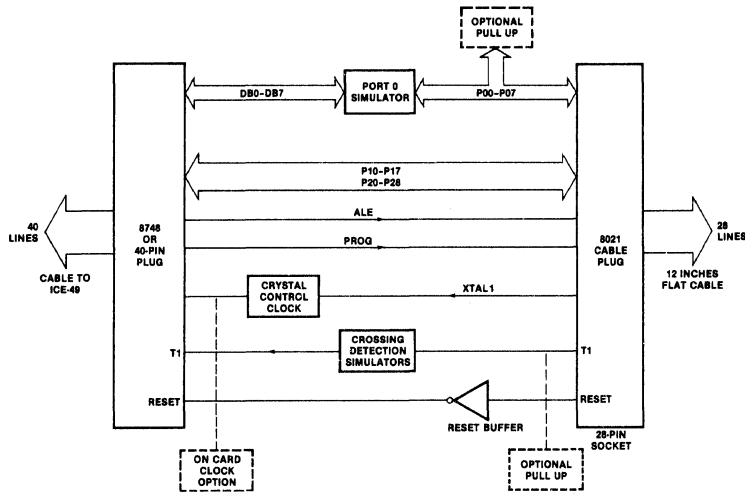 OPTIONAL
PULL UP
PORT 0
SIMULATOR
DB0-DB7
P00-P07
P10-P17
P20-P28
ALE
40
LINES
8748
OR
40-PIN
PLUG
PROG
8021
CABLE
PLUG
28
LINES
CABLE TO
ICE-49
12 INCHES
FLAT CABLE
CRYSTAL
CONTROL
CLOCK
XTAL1
T1
CROSSING
DETECTION
SIMULATORS
T1
RESET
RESET
RESET BUFFER
28-PIN
SOCKET
ON CARD
CLOCK
OPTION
OPTIONAL
PULL UP